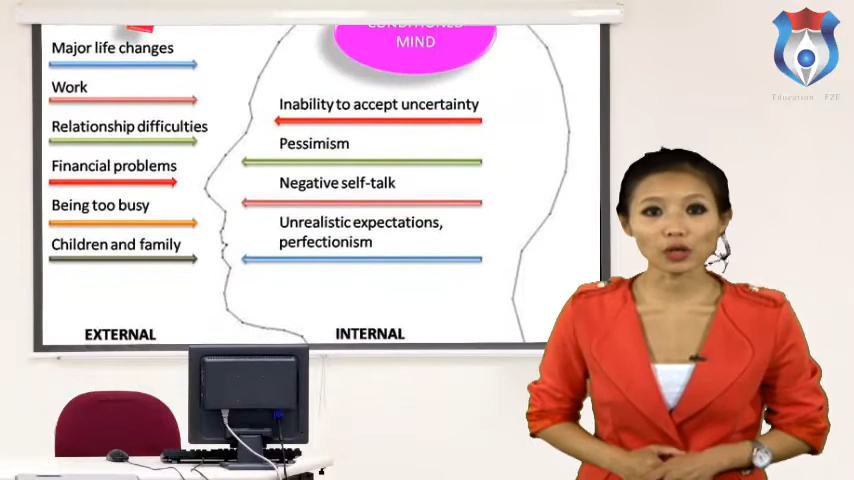 Major life changes
Work
Relationship difficulties
Financial problems
Being too busy
Children and family
EXTERNAL
CONDITIONED
MIND
Inability to accept uncertainty
Pessimism
Negative self-talk
Unrealistic expectations,
perfectionism
INTERNAL
Education FZE